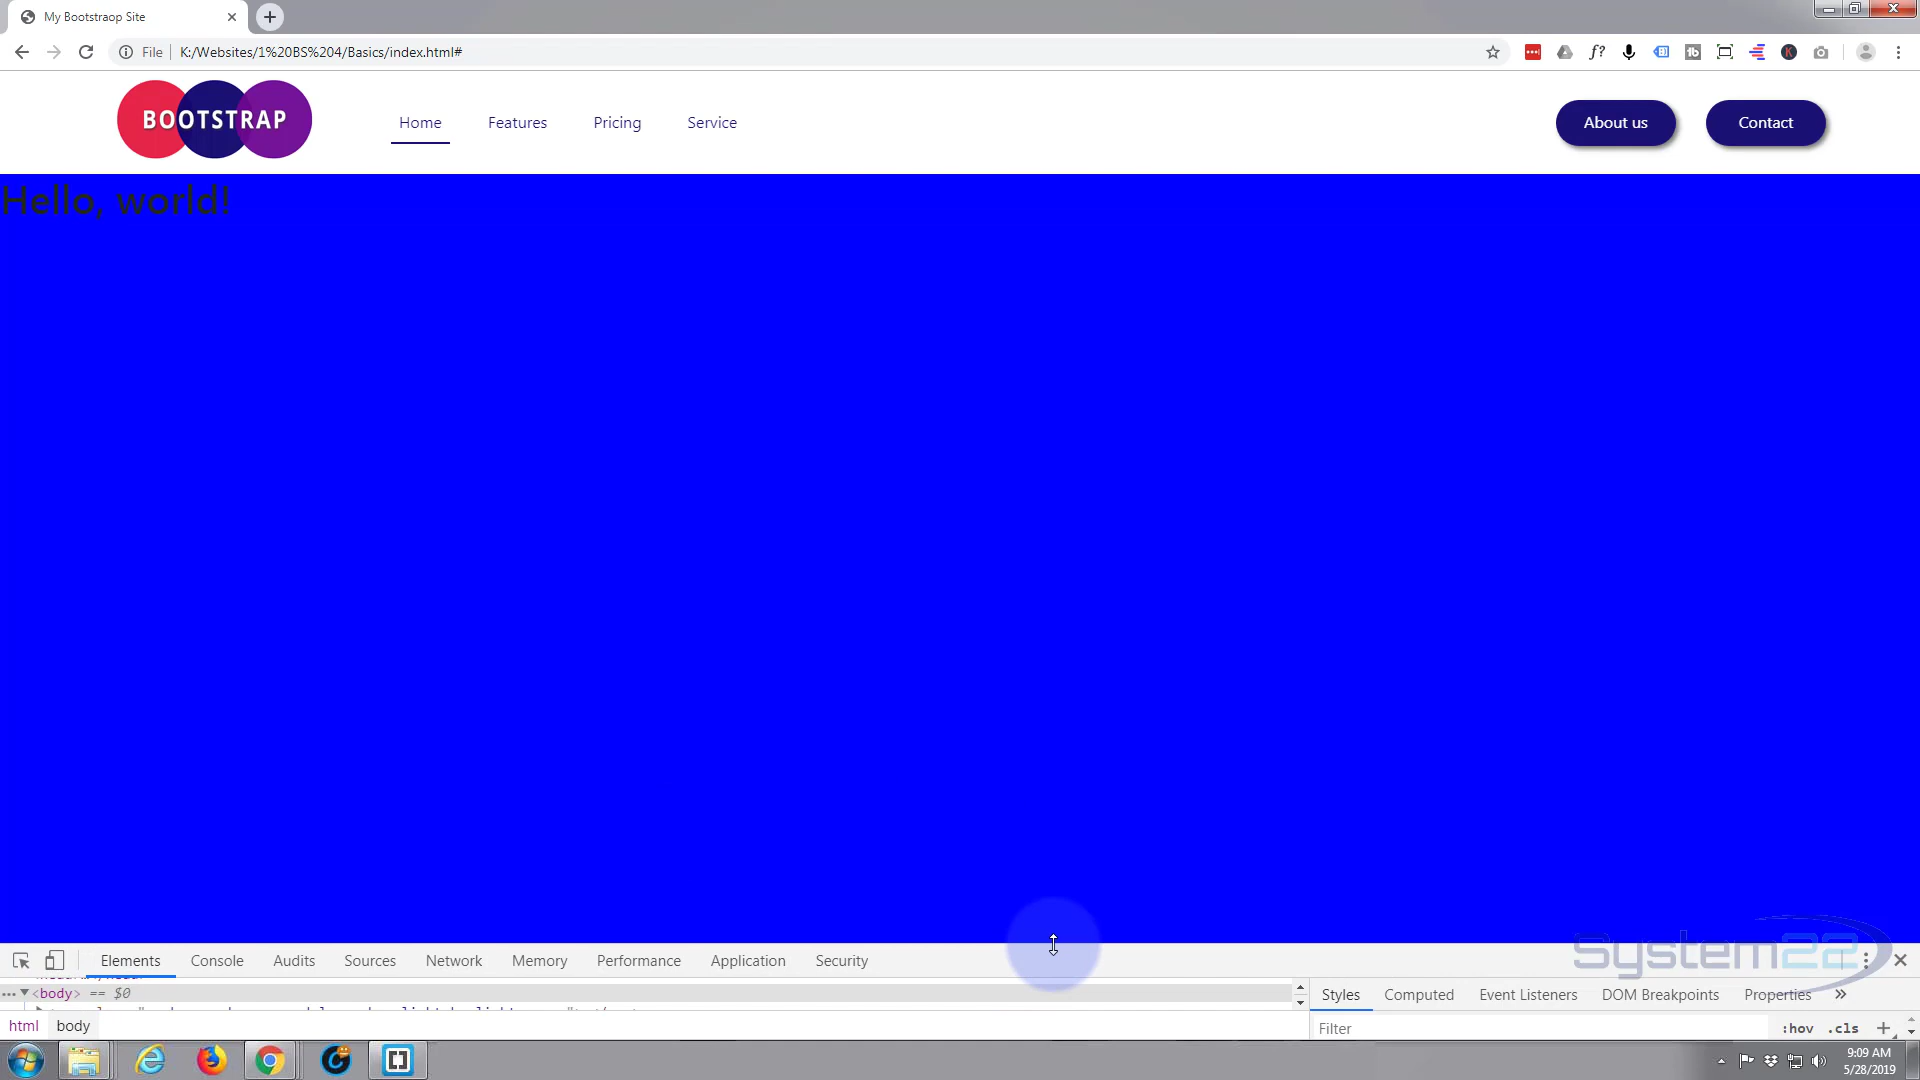 My Bootstraop Site
File
K:/Websites/1%20BS%204/Basics/index.html#
f?
K
BOOTSTRAP
Home
Features
Pricing
Service
About us
Contact
Hello, world!
System22
Elements
Console
Audits
Sources
Network
Memory
Performance
Application
Security
<body> == $0
Styles
Computed
Event Listeners
DOM Breakpoints
Properties
html
body
Filter
:hov
.cls
9:09 AM
5/28/2019